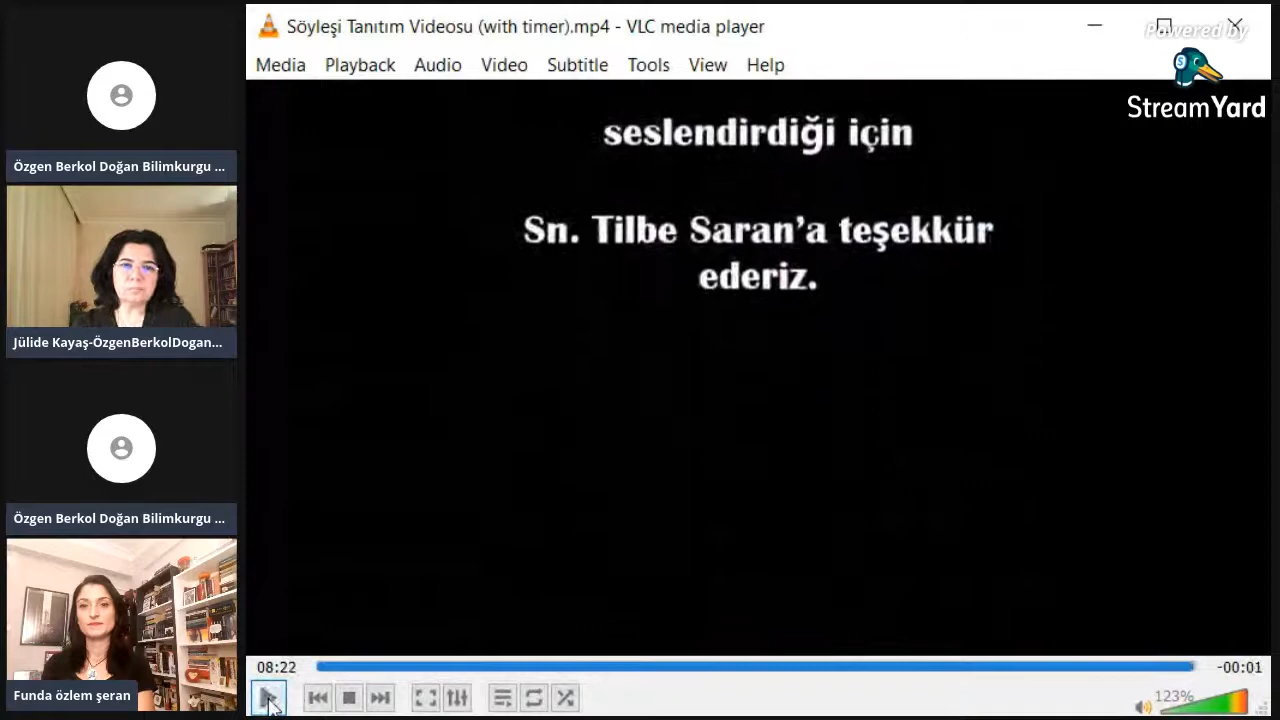 Özgen Berkol Doğan Bilimkurgu ...
Jülide Kayaş-ÖzgenBerkolDogan...
Özgen Berkol Doğan Bilimkurgu ...
Funda özlem şeran
Söyleşi Tanıtım Videosu (with timer).mp4 - VLC media player
Powered by
StreamYard
Media Playback Audio Video Subtitle Tools View Help
seslendirdiği için
Sn. Tilbe Saran’a teşekkür
ederiz.
08:22
-00:01
123%